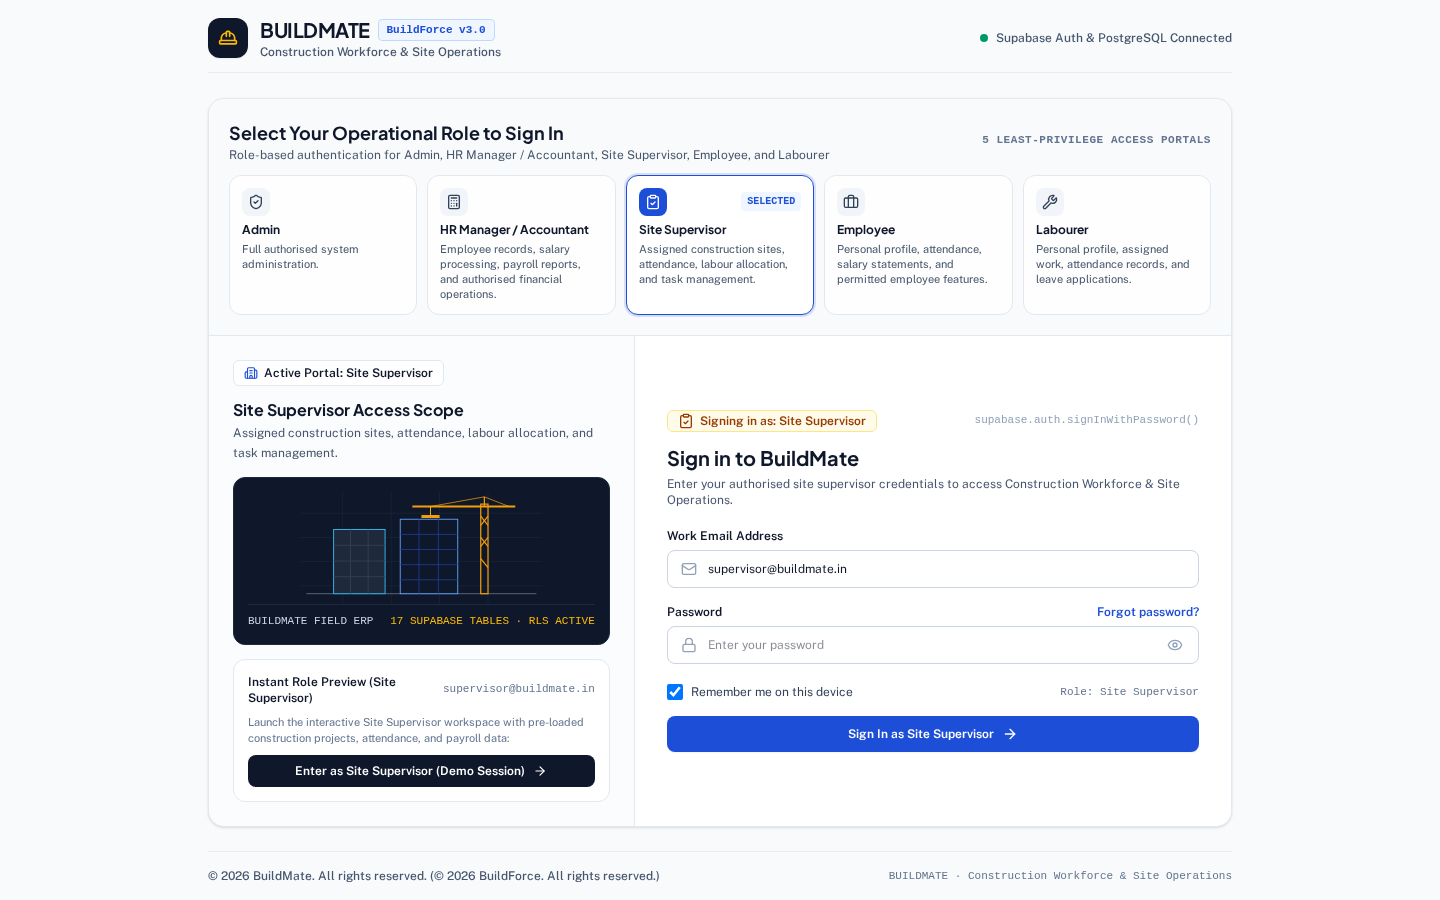 BUILDMATE BuildForce v3.0
Construction Workforce & Site Operations
Supabase Auth & PostgreSQL Connected
Select Your Operational Role to Sign In
Role-based authentication for Admin, HR Manager / Accountant, Site Supervisor, Employee, and Labourer
5 LEAST-PRIVILEGE ACCESS PORTALS
Admin
Full authorised system
administration.
HR Manager / Accountant
Employee records, salary
processing, payroll reports,
and authorised financial
operations.
SELECTED
Site Supervisor
Assigned construction sites,
attendance, labour allocation,
and task management.
Employee
Personal profile, attendance,
salary statements, and
permitted employee features.
Labourer
Personal profile, assigned
work, attendance records, and
leave applications.
Active Portal: Site Supervisor
Site Supervisor Access Scope
Assigned construction sites, attendance, labour allocation, and
task management.
BUILDMATE FIELD ERP 17 SUPABASE TABLES · RLS ACTIVE
Instant Role Preview (Site
Supervisor)
supervisor@buildmate.in
Launch the interactive Site Supervisor workspace with pre-loaded
construction projects, attendance, and payroll data:
Enter as Site Supervisor (Demo Session)
Signing in as: Site Supervisor
supabase.auth.signInWithPassword()
Sign in to BuildMate
Enter your authorised site supervisor credentials to access Construction Workforce & Site
Operations.
Work Email Address
supervisor@buildmate.in
Password Forgot password?
Enter your password
Remember me on this device Role: Site Supervisor
Sign In as Site Supervisor
© 2026 BuildMate. All rights reserved. (© 2026 BuildForce. All rights reserved.)
BUILDMATE · Construction Workforce & Site Operations